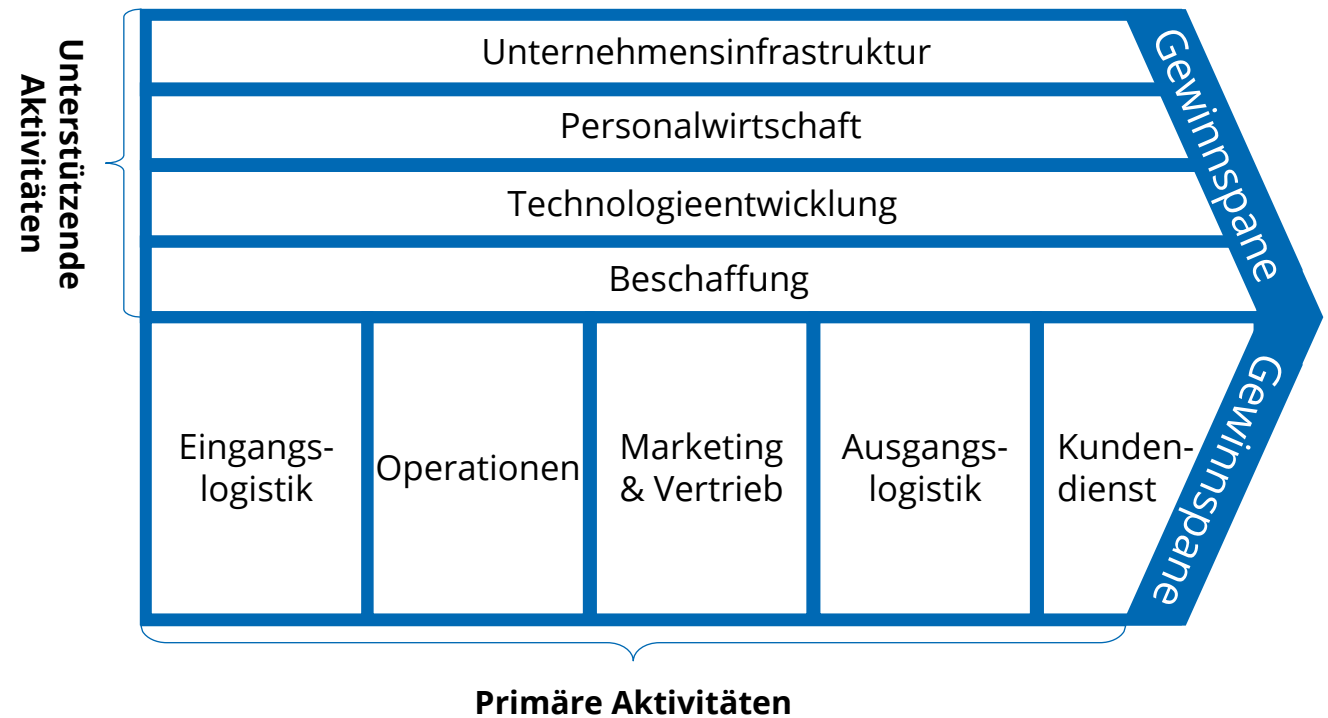 Unterstützende
Aktivitäten
Unternehmensinfrastruktur
Personalwirtschaft
Technologieentwicklung
Beschaffung
Gewinnspane
Eingangs-
logistik
Operationen
Marketing
& Vertrieb
Ausgangs-
logistik
Kunden-
dienst
Gewinnspane
Primäre Aktivitäten